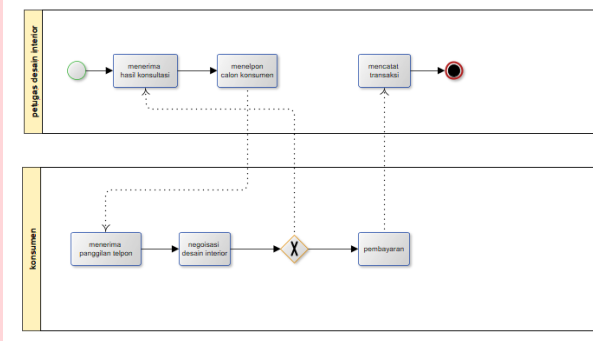 petugas desain interior
menerima
hasil konsultasi
menelpon
calon konsumen
mencatat
transaksi
konsumen
menerima
panggilan telpon
negoisasi
desain interior
X
pembayaran